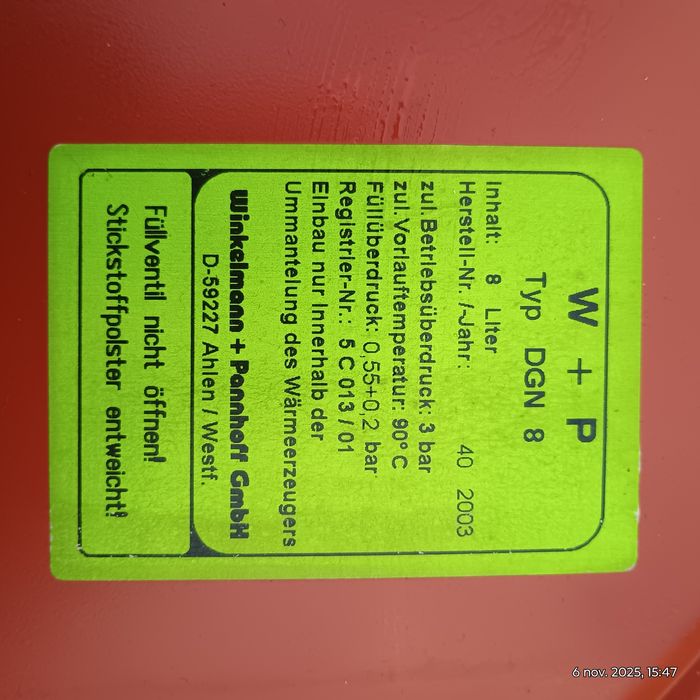 W + P
Typ DGN 8
Inhalt: 8 Liter
Herstell-Nr. /-Jahr: 40 2003
zul.Betriebsüberdruck: 3 bar
zul.Vorlauftemperatur: 90° C
Füllüberdruck: 0,55+0,2 bar
Registrier-Nr.: 5 C 013 / 01
Einbau nur innerhalb der
Ummantelung des Wärmeerzeugers
Winkelmann + Pannhoff GmbH
D-59227 Ahlen / Westf.
Füllventil nicht öffnen!
Stickstoffpolster entweicht!
6 nov. 2025, 15:47